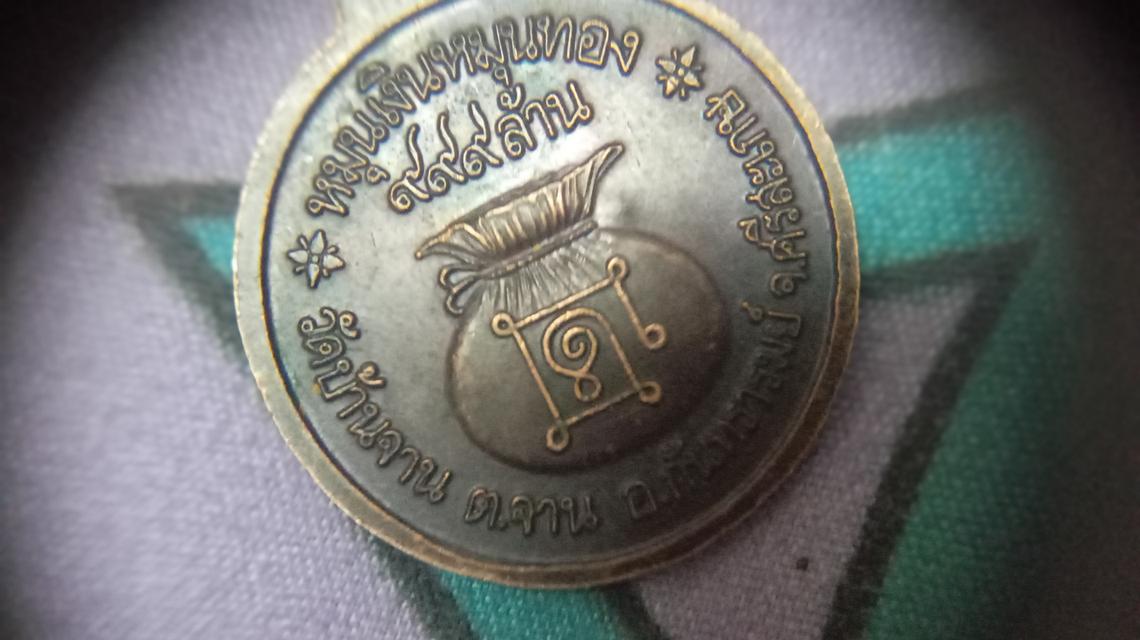 หมุนเงินหมุนทอง
๙๙๙ล้าน
วัดบ้านจาน ต.จาน อ.กันทรารมย์ จ.ศรีสะเกษ